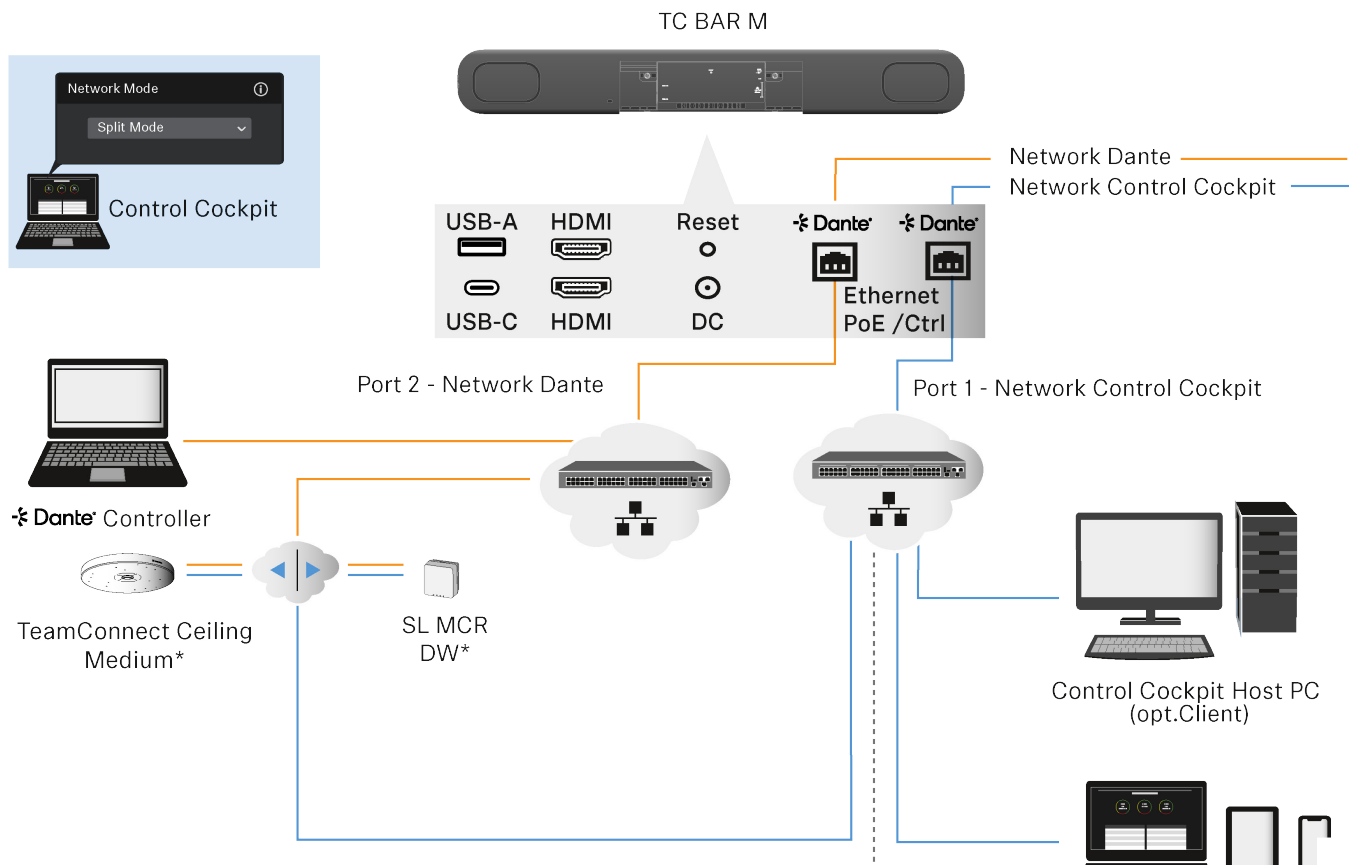 TC BAR M
Network Mode
Split Mode
Control Cockpit
Network Dante
Network Control Cockpit
USB-A HDMI Reset Dante Dante
Ethernet
USB-C HDMI DC PoE /Ctrl
Port 2 - Network Dante
Port 1 - Network Control Cockpit
Dante Controller
TeamConnect Ceiling
Medium*
SL MCR
DW*
Control Cockpit Host PC
(opt.Client)